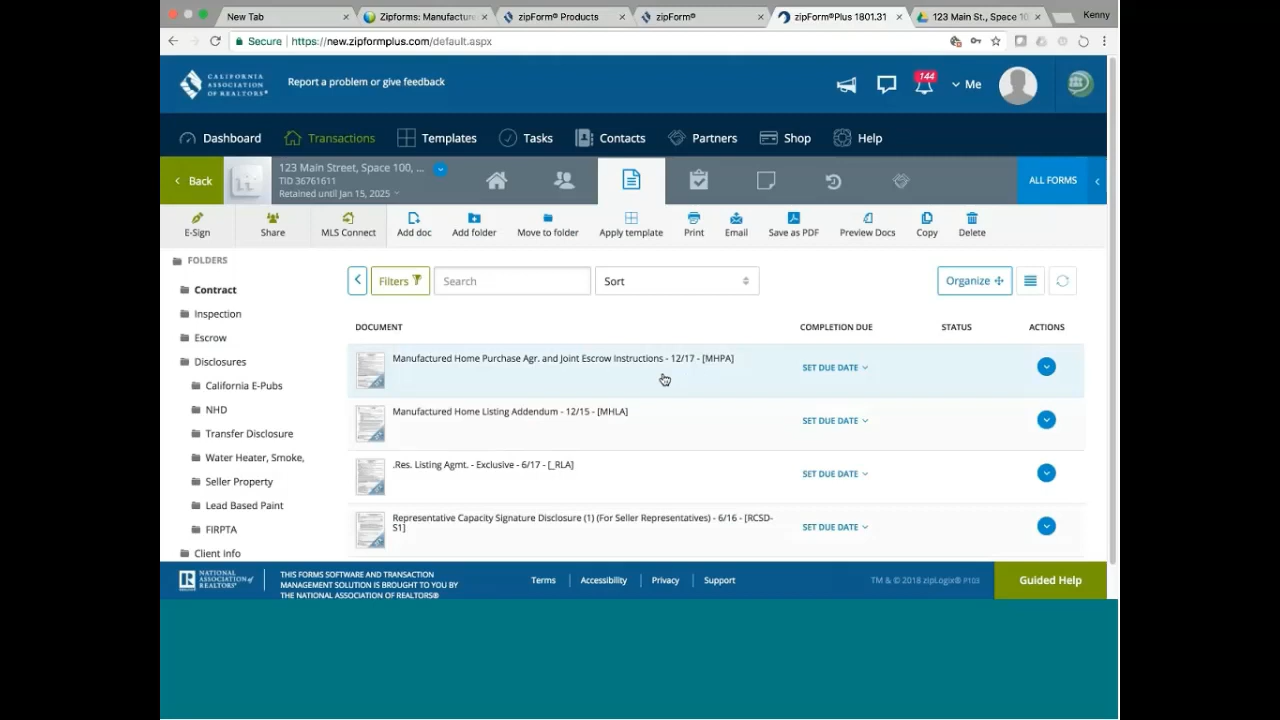 New Tab
Zipforms: Manufactur
zipForm® Products
zipForm®
zipForm®Plus 1801.31
123 Main St., Space 10
Kenny
Secure
https://new.zipformplus.com/default.aspx
CALIFORNIA
ASSOCIATION
OF REALTORS®
Report a problem or give feedback
144
Me
Dashboard
Transactions
Templates
Tasks
Contacts
Partners
Shop
Help
Back
123 Main Street, Space 100, ...
TID 36761611
Retained until Jan 15, 2025
ALL FORMS
E-Sign
Share
MLS Connect
Add doc
Add folder
Move to folder
Apply template
Print
Email
Save as PDF
Preview Docs
Copy
Delete
FOLDERS
Contract
Inspection
Escrow
Disclosures
California E-Pubs
NHD
Transfer Disclosure
Water Heater, Smoke,
Seller Property
Lead Based Paint
FIRPTA
Client Info
Filters
Search
Sort
Organize
DOCUMENT
COMPLETION DUE
STATUS
ACTIONS
Manufactured Home Purchase Agr. and Joint Escrow Instructions - 12/17 - [MHPA]
SET DUE DATE
Manufactured Home Listing Addendum - 12/15 - [MHLA]
SET DUE DATE
.Res. Listing Agmt. - Exclusive - 6/17 - [_RLA]
SET DUE DATE
Representative Capacity Signature Disclosure (1) (For Seller Representatives) - 6/16 - [RCSD-
S1]
SET DUE DATE
NATIONAL
ASSOCIATION of
REALTORS®
THIS FORMS SOFTWARE AND TRANSACTION
MANAGEMENT SOLUTION IS BROUGHT TO YOU BY
THE NATIONAL ASSOCIATION OF REALTORS®
Terms
Accessibility
Privacy
Support
TM & © 2018 zipLogix® P103
Guided Help